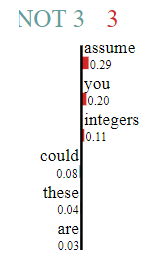 NOT 3 3
assume
0.29
you
0.20
integers
0.11
could
0.08
these
0.04
are
0.03